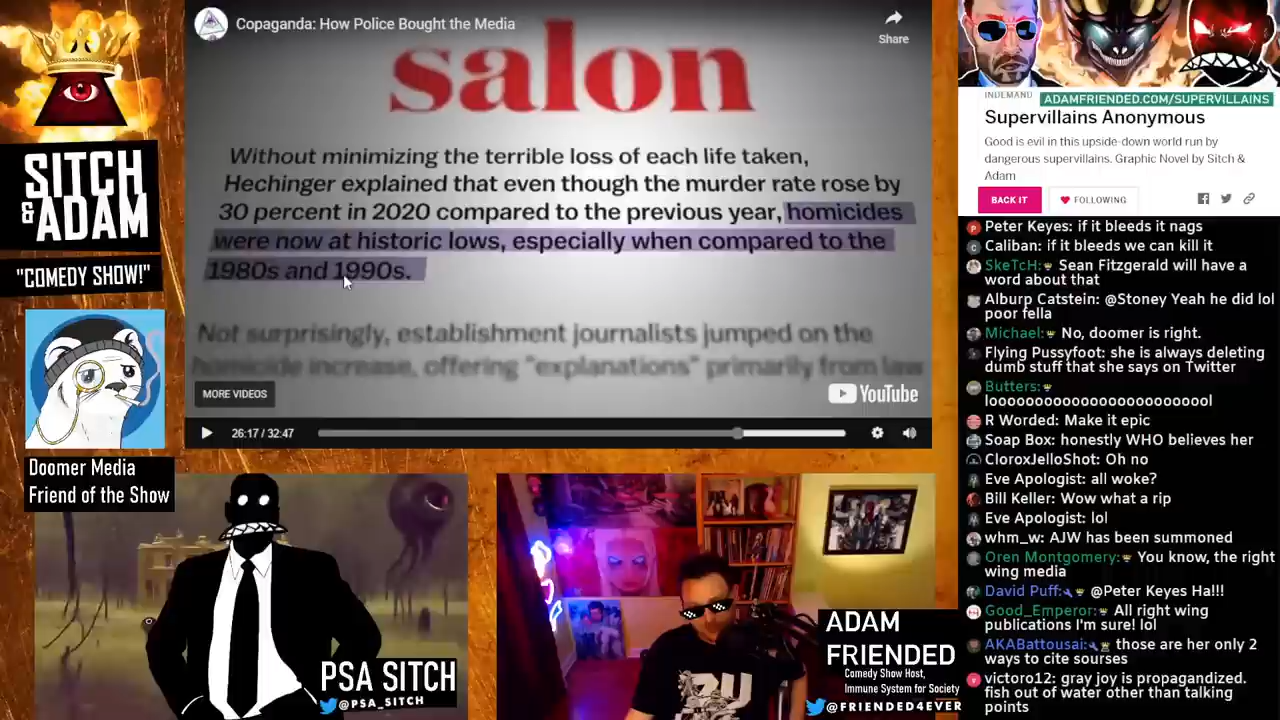 Copaganda: How Police Bought the Media
Share
salon
Without minimizing the terrible loss of each life taken,
Hechinger explained that even though the murder rate rose by
30 percent in 2020 compared to the previous year, homicides
were now at historic lows, especially when compared to the
1980s and 1990s.
Not surprisingly, establishment journalists jumped on the
homicide increase, offering "explanations" primarily from law
MORE VIDEOS
YouTube
26:17 / 32:47
SITCH
& ADAM
"COMEDY SHOW!"
Doomer Media
Friend of the Show
PSA SITCH
@PSA_SITCH
ADAM
FRIENDED
Comedy Show Host,
Immune System for Society
@FRIENDED4EVER
INDEMAND
ADAMFRIENDED.COM/SUPERVILLAINS
Supervillains Anonymous
Good is evil in this upside-down world run by
dangerous supervillains. Graphic Novel by Sitch &
Adam
BACK IT
FOLLOWING
Peter Keyes: if it bleeds it nags
Caliban: if it bleeds we can kill it
SkeTcH: Sean Fitzgerald will have a
word about that
Alburp Catstein: @Stoney Yeah he did lol
poor fella
Michael: No, doomer is right.
Flying Pussyfoot: she is always deleting
dumb stuff that she says on Twitter
Butters:
looooooooooooooooooooooool
R Worded: Make it epic
Soap Box: honestly WHO believes her
CloroxJelloShot: Oh no
Eve Apologist: all woke?
Bill Keller: Wow what a rip
Eve Apologist: lol
whm_w: AJW has been summoned
Oren Montgomery: You know, the right
wing media
David Puff: @Peter Keyes Ha!!!
Good_Emperor: All right wing
publications I'm sure! lol
AKABattousai: those are her only 2
ways to cite sourses
victoro12: gray joy is propagandized.
fish out of water other than talking
points